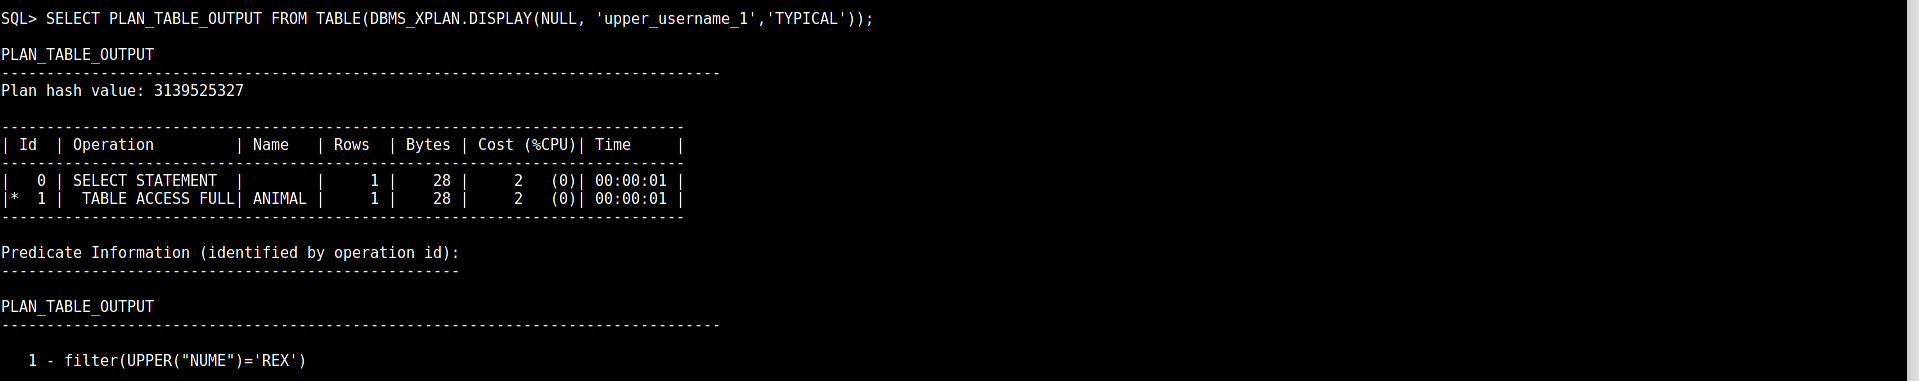 SQL> SELECT PLAN_TABLE_OUTPUT FROM TABLE(DBMS_XPLAN.DISPLAY(NULL, 'upper_username_1','TYPICAL'));
PLAN_TABLE_OUTPUT
--------------------------------------------------------------------------------
Plan hash value: 3139525327
----------------------------------------------------------------------------
| Id  | Operation         | Name   | Rows  | Bytes | Cost (%CPU)| Time     |
----------------------------------------------------------------------------
|   0 | SELECT STATEMENT  |        |     1 |    28 |     2   (0)| 00:00:01 |
|*  1 |  TABLE ACCESS FULL| ANIMAL |     1 |    28 |     2   (0)| 00:00:01 |
----------------------------------------------------------------------------
Predicate Information (identified by operation id):
---------------------------------------------------
PLAN_TABLE_OUTPUT
--------------------------------------------------------------------------------
   1 - filter(UPPER("NUME")='REX')